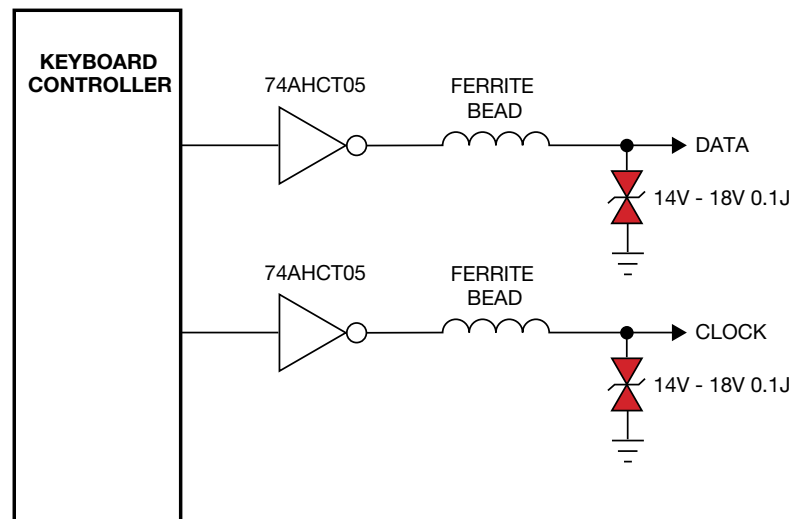 KEYBOARD
CONTROLLER
74AHCT05
FERRITE
BEAD
DATA
14V - 18V 0.1J
74AHCT05
FERRITE
BEAD
CLOCK
14V - 18V 0.1J